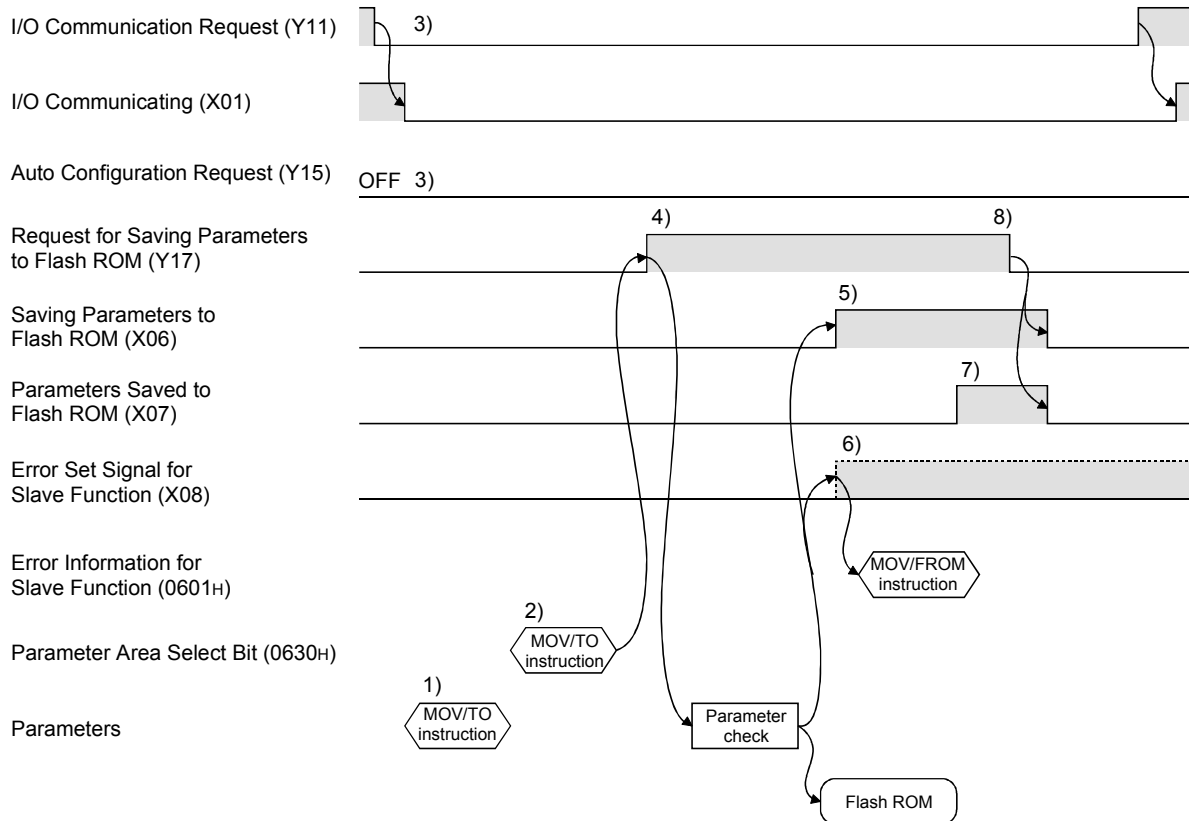 I/O Communication Request (Y11)
3)
I/O Communicating (X01)
Auto Configuration Request (Y15)
OFF 3)
4)
8)
Request for Saving Parameters
to Flash ROM (Y17)
5)
Saving Parameters to
Flash ROM (X06)
7)
Parameters Saved to
Flash ROM (X07)
6)
Error Set Signal for
Slave Function (X08)
Error Information for
Slave Function (0601H)
MOV/FROM
instruction
2)
Parameter Area Select Bit (0630H)
MOV/TO
instruction
1)
Parameters
MOV/TO
instruction
Parameter
check
Flash ROM